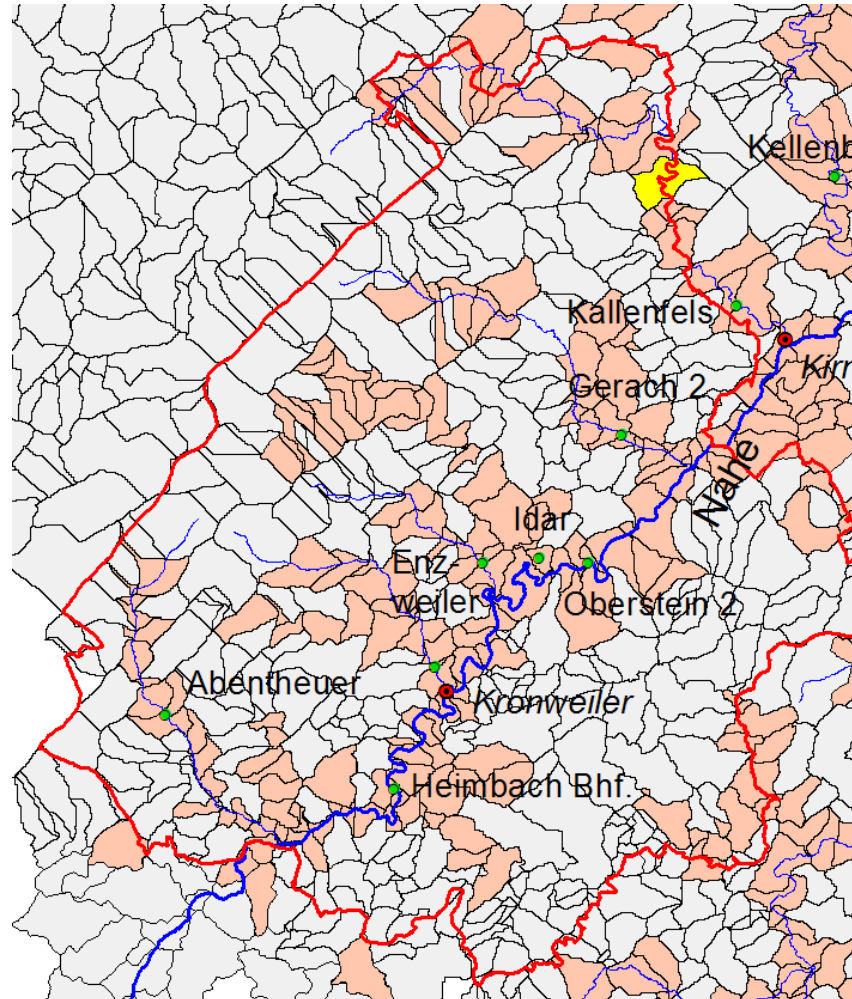 Kellenb
Kallenfels
Kirn
Gerach 2
Nahe
Idar
Enz-
weiler
Oberstein 2
Abentheuer
Kronweiler
Heimbach Bhf.